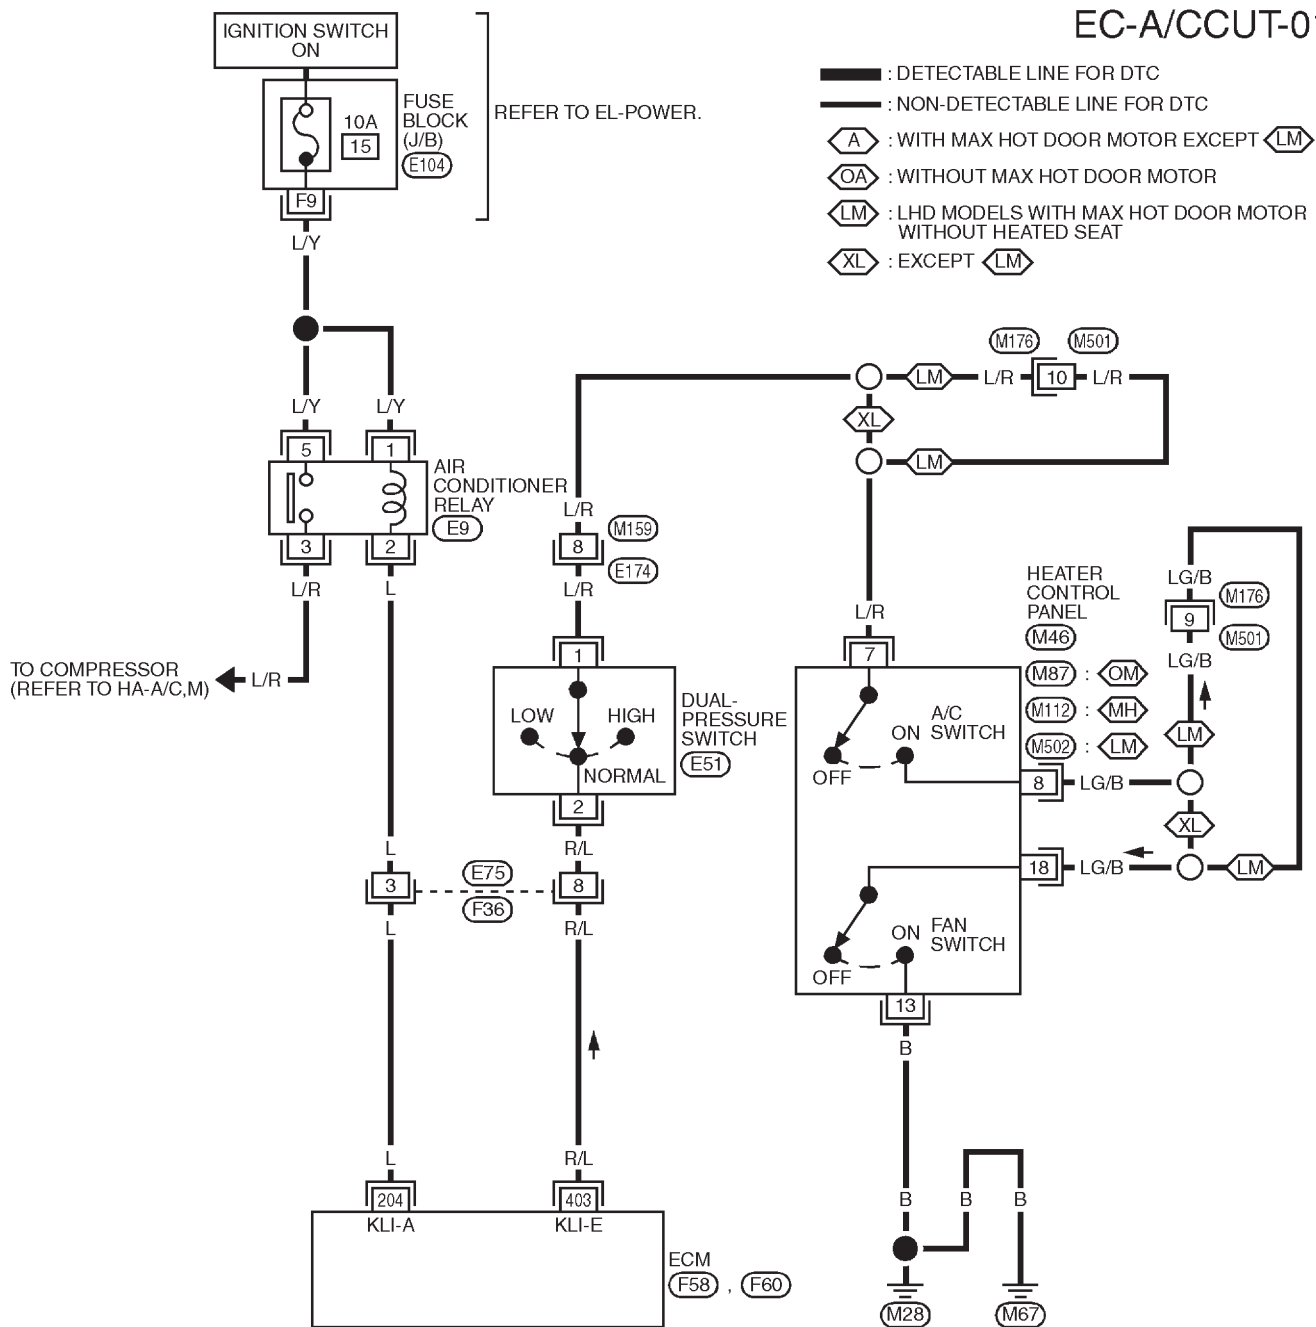 EC-A/CCUT-01
IGNITION SWITCH
ON
FUSE
BLOCK
(J/B)
E104
10A
15
F9
REFER TO EL-POWER.
: DETECTABLE LINE FOR DTC
: NON-DETECTABLE LINE FOR DTC
A : WITH MAX HOT DOOR MOTOR EXCEPT LM
OA : WITHOUT MAX HOT DOOR MOTOR
LM : LHD MODELS WITH MAX HOT DOOR MOTOR
WITHOUT HEATED SEAT
XL : EXCEPT LM
L/Y
L/Y
L/Y
5
1
AIR
CONDITIONER
RELAY
E9
3
2
L/R
L
TO COMPRESSOR
(REFER TO HA-A/C,M)
L/R
M176
M501
LM
L/R
10
L/R
XL
LM
L/R
8
M159
E174
L/R
1
LOW
HIGH
NORMAL
DUAL-
PRESSURE
SWITCH
E51
2
R/L
L
3
E75
F36
8
L
R/L
L/R
7
A/C
SWITCH
ON
OFF
8
LG/B
HEATER
CONTROL
PANEL
M46
M87 : OM
M112 : MH
M502 : LM
LG/B
9
M176
M501
LG/B
LM
XL
18
LG/B
LM
ON
FAN
SWITCH
OFF
13
B
L
R/L
204
403
KLI-A
KLI-E
ECM
F58 , F60
B
B
B
M28
M67